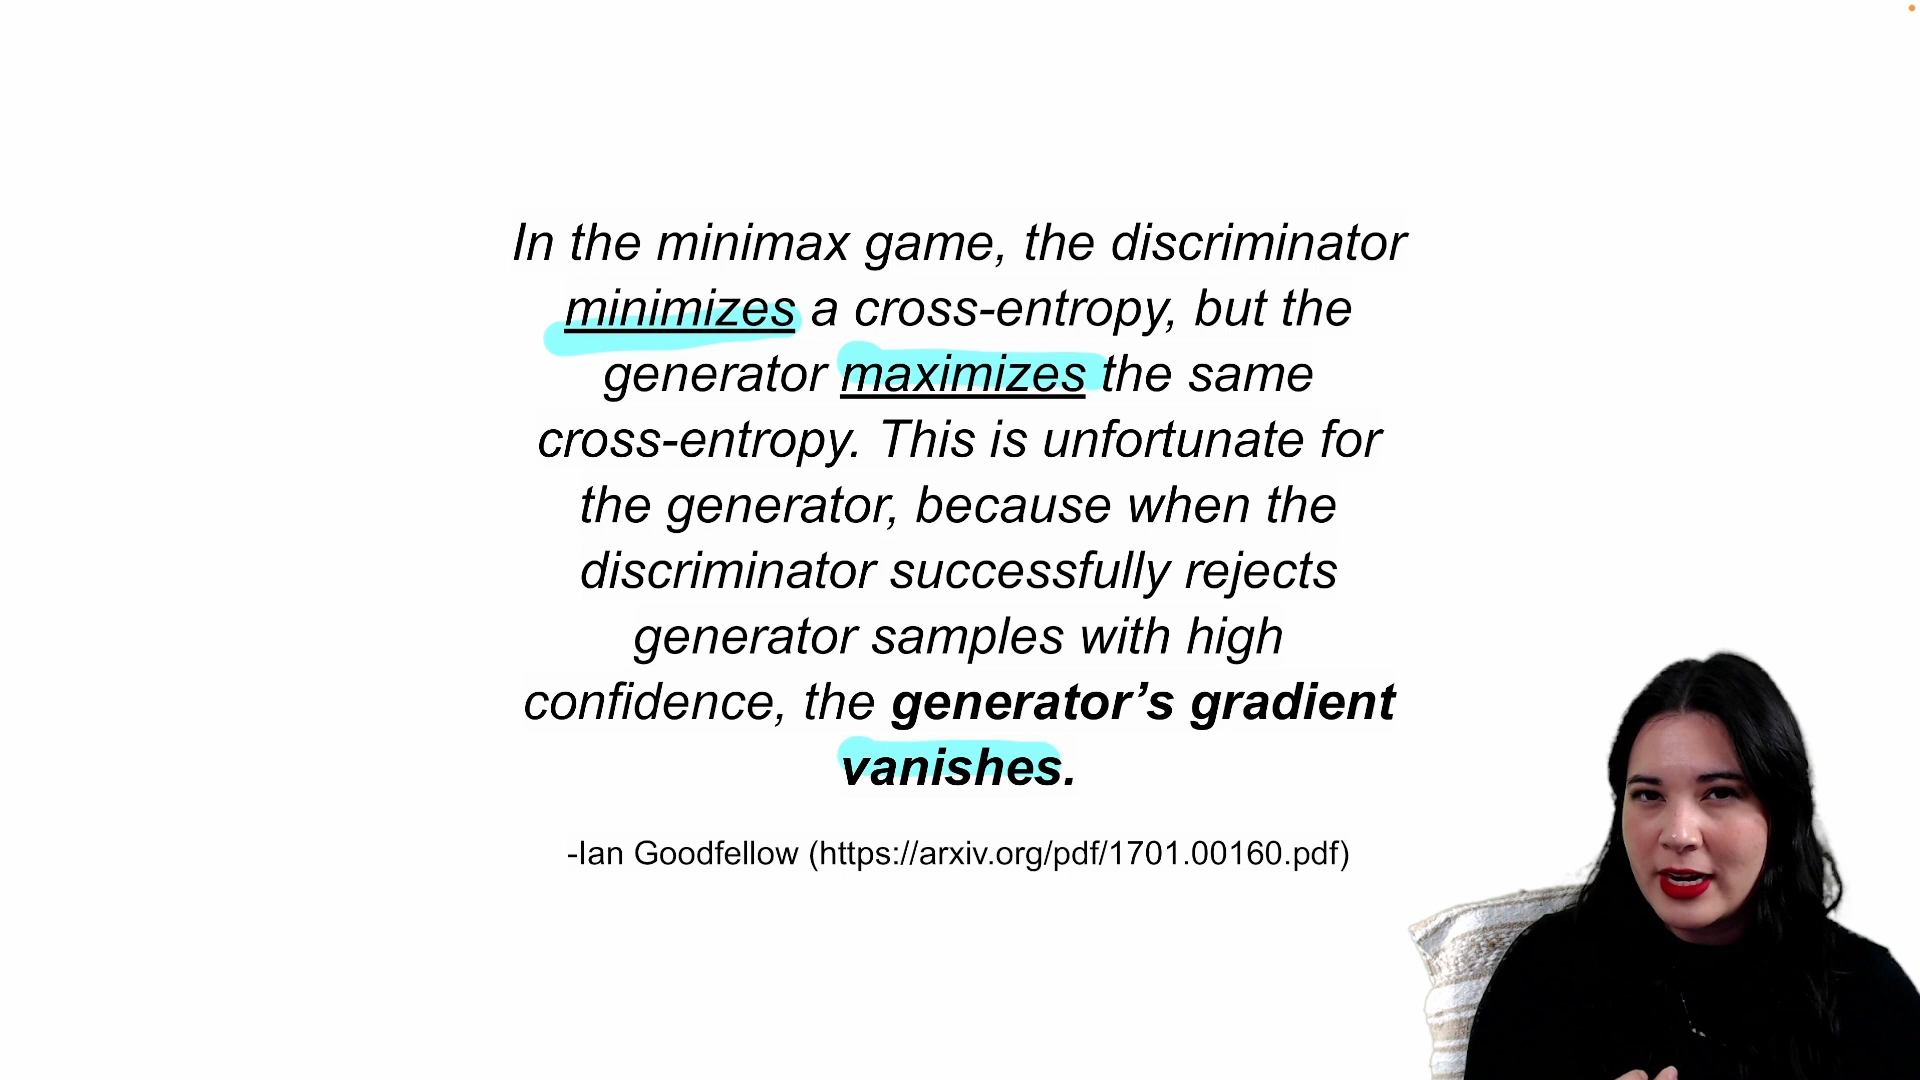 In the minimax game, the discriminator
minimizes a cross-entropy, but the
generator maximizes the same
cross-entropy. This is unfortunate for
the generator, because when the
discriminator successfully rejects
generator samples with high
confidence, the generator’s gradient
vanishes.
-Ian Goodfellow (https://arxiv.org/pdf/1701.00160.pdf)